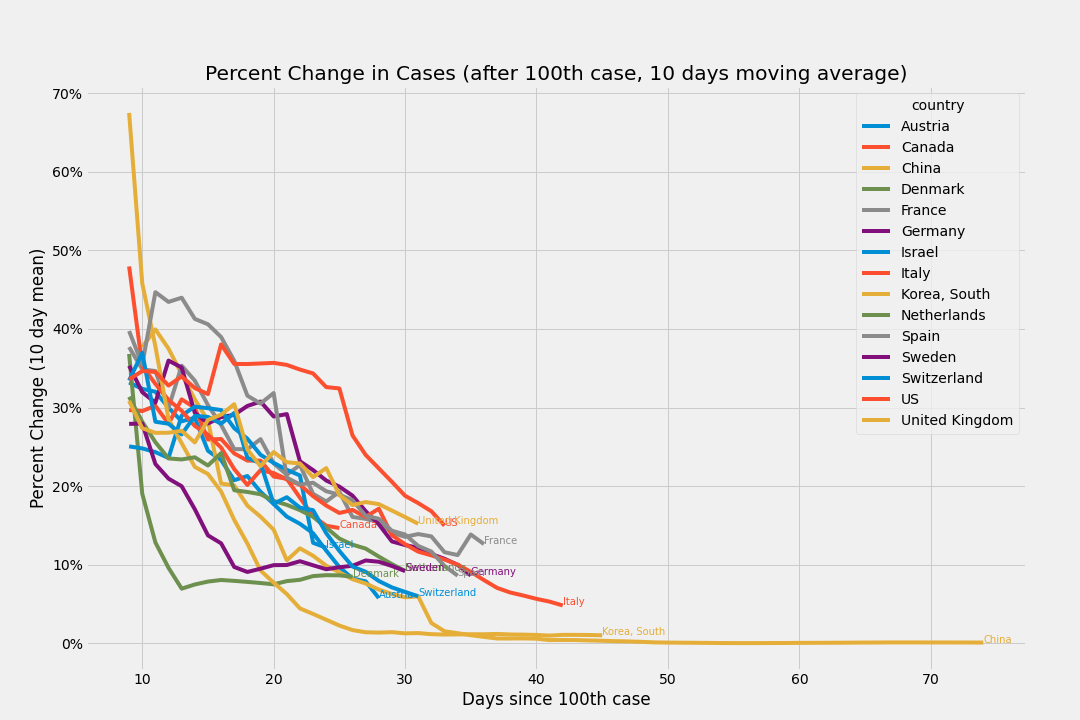 Percent Change in Cases (after 100th case, 10 days moving average)
70%
60%
50%
40%
30%
20%
10%
0%
Percent Change (10 day mean)
country
Austria
Canada
China
Denmark
France
Germany
Israel
Italy
Korea, South
Netherlands
Spain
Sweden
Switzerland
US
United Kingdom
Canada
United Kingdom
US
France
Israel
Denmark
Sweden
Germany
Austria
Switzerland
Italy
Korea, South
China
10 20 30 40 50 60 70
Days since 100th case